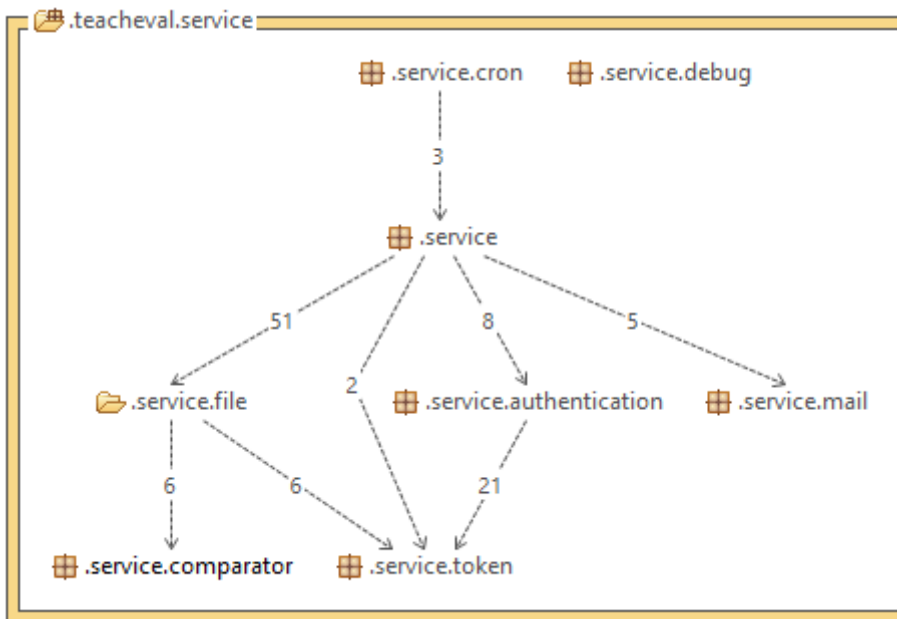 .teacheval.service
.service.cron
.service.debug
3
.service
51
8
5
2
.service.file
.service.authentication
.service.mail
6
6
21
.service.comparator
.service.token